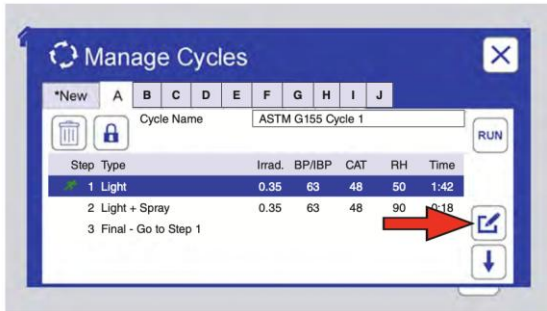 Manage Cycles
*New A B C D E F G H I J
Cycle Name ASTM G155 Cycle 1
RUN
Step Type Irrad. BP/IBP CAT RH Time
1 Light 0.35 63 48 50 1:42
2 Light + Spray 0.35 63 48 90 0:18
3 Final - Go to Step 1